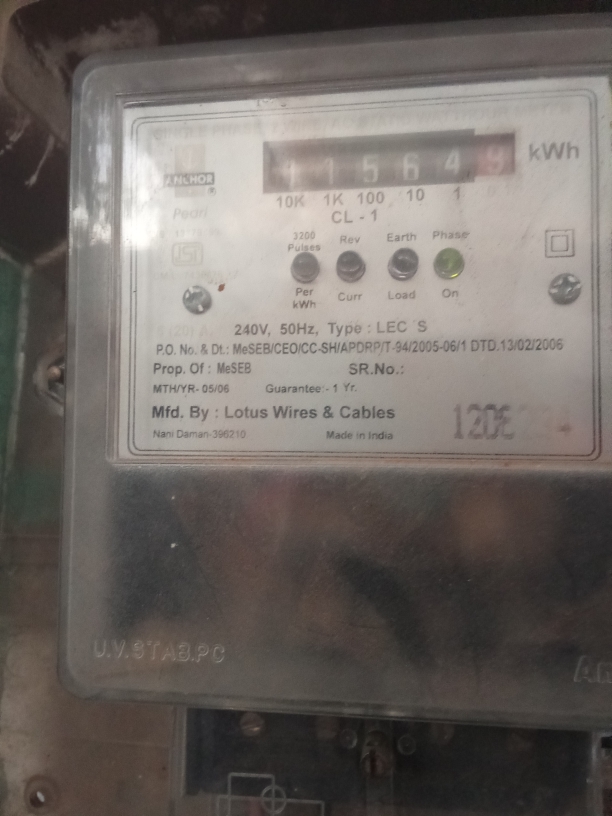 ANCHOR
Pearl
1 1 5 6 4 9 kWh
10K 1K 100 10 1
CL - 1
3200 Pulses Per kWh
Rev Curr
Earth Load
Phase On
240V, 50Hz, Type : LEC`S
P.O. No. & Dt.: MeSEB/CEO/CC-SH/APDRP/T-94/2005-06/1 DTD.13/02/2006
Prop. Of : MeSEB SR.No.:
MTH/YR- 05/06 Guarantee:- 1 Yr.
Mfd. By : Lotus Wires & Cables
Nani Daman-396210 Made in India
U.V.STAB.PC